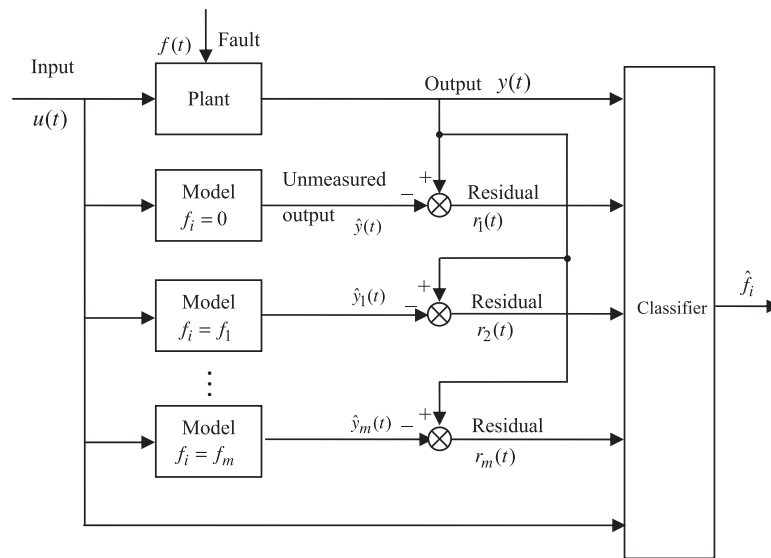 f(t)
Fault
Input
u(t)
Plant
Output y(t)
Model
f_i = 0
Unmeasured
output
ŷ(t)
−
+
Residual
r_1(t)
Model
f_i = f_1
ŷ_1(t)
−
+
Residual
r_2(t)
⋮
Model
f_i = f_m
ŷ_m(t)
−
+
Residual
r_m(t)
Classifier
f̂_i